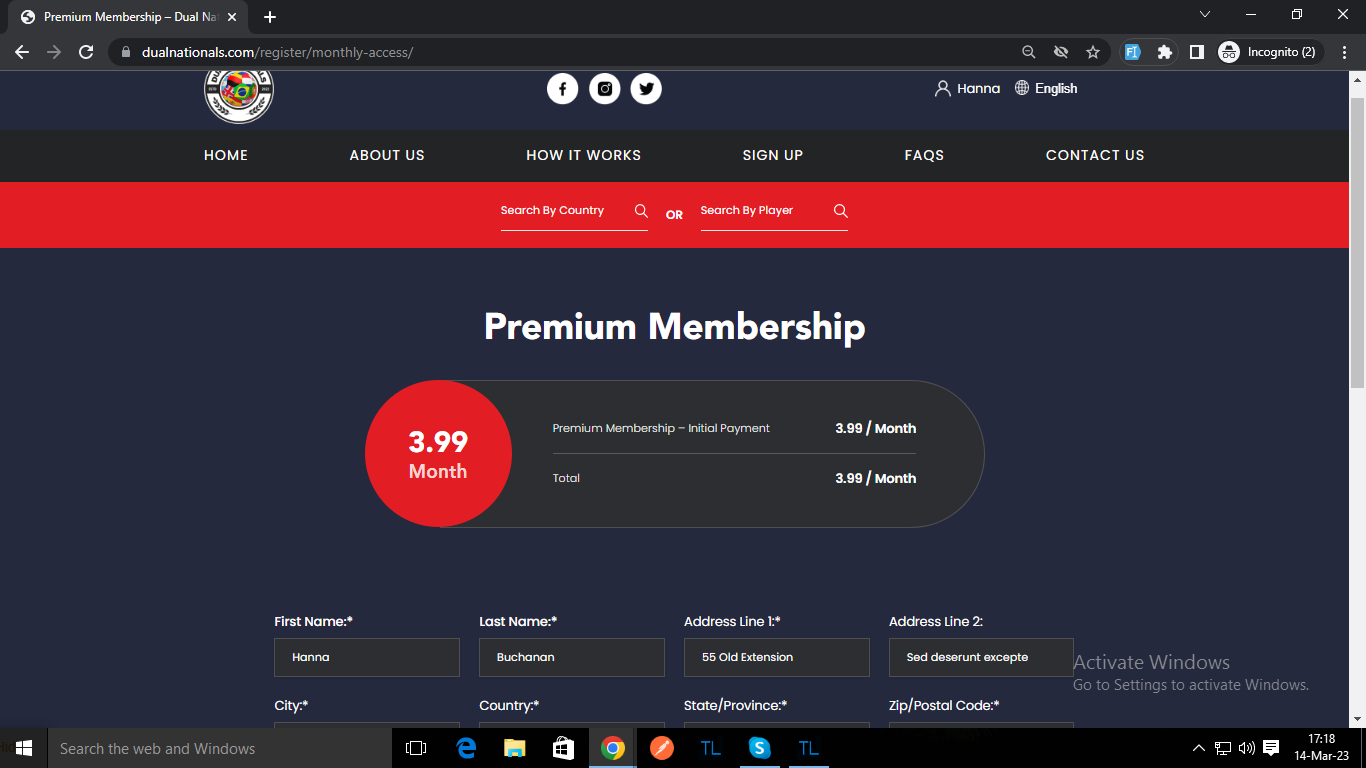 Premium Membership – Dual Na
dualnationals.com/register/monthly-access/
Incognito (2)
Hanna
English
HOME
ABOUT US
HOW IT WORKS
SIGN UP
FAQS
CONTACT US
Search By Country
OR
Search By Player
Premium Membership
3.99
Month
Premium Membership – Initial Payment
3.99 / Month
Total
3.99 / Month
First Name:*
Last Name:*
Address Line 1:*
Address Line 2:
Hanna
Buchanan
55 Old Extension
Sed deserunt excepte
Activate Windows
Go to Settings to activate Windows.
City:*
Country:*
State/Province:*
Zip/Postal Code:*
Search the web and Windows
TL
TL
17:18
14-Mar-23